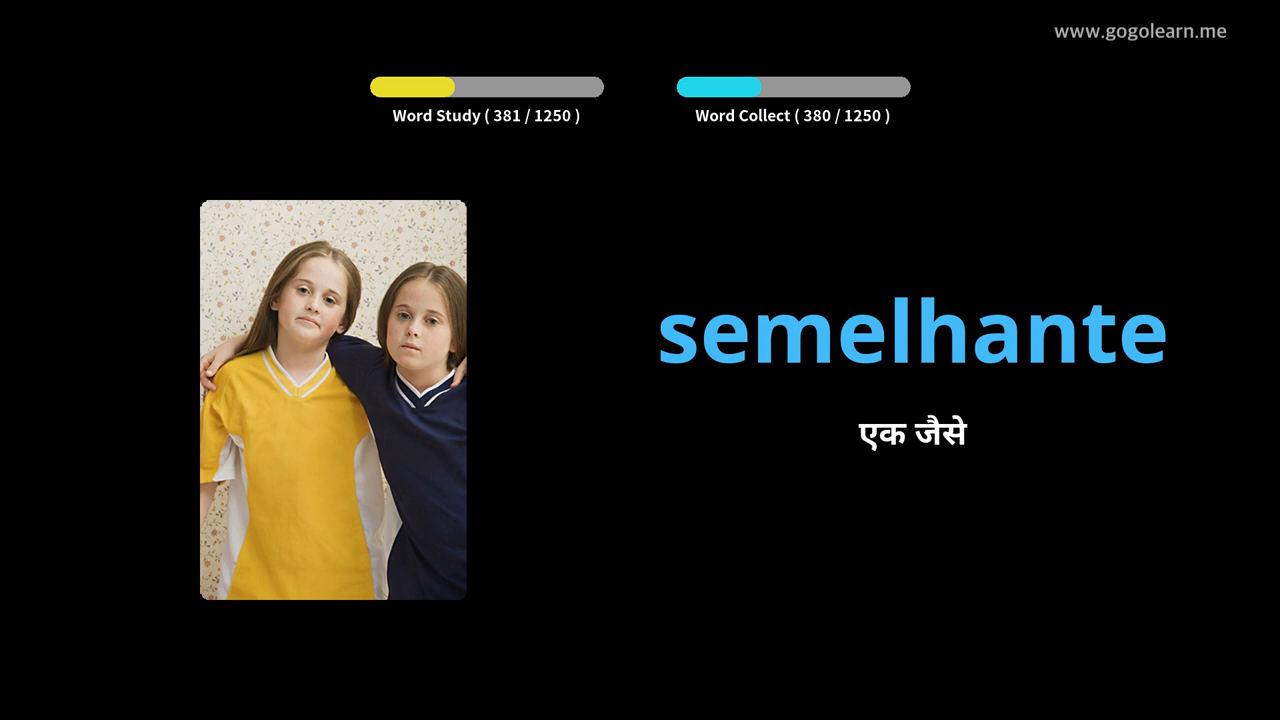 www.gogolearn.me
Word Study ( 381 / 1250 )
Word Collect ( 380 / 1250 )
semelhante
एक जैसे